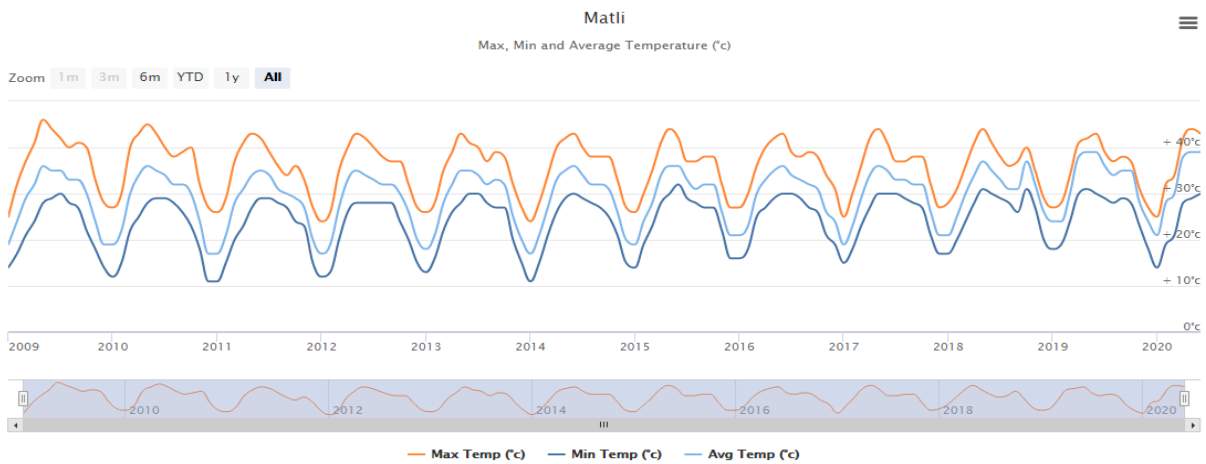 Matli
Max, Min and Average Temperature (°c)
Zoom 1m 3m 6m YTD 1y All
+ 40°c
+ 30°c
+ 20°c
+ 10°c
0°c
2009 2010 2011 2012 2013 2014 2015 2016 2017 2018 2019 2020
2010 2012 2014 2016 2018 2020
Max Temp (°c) Min Temp (°c) Avg Temp (°c)